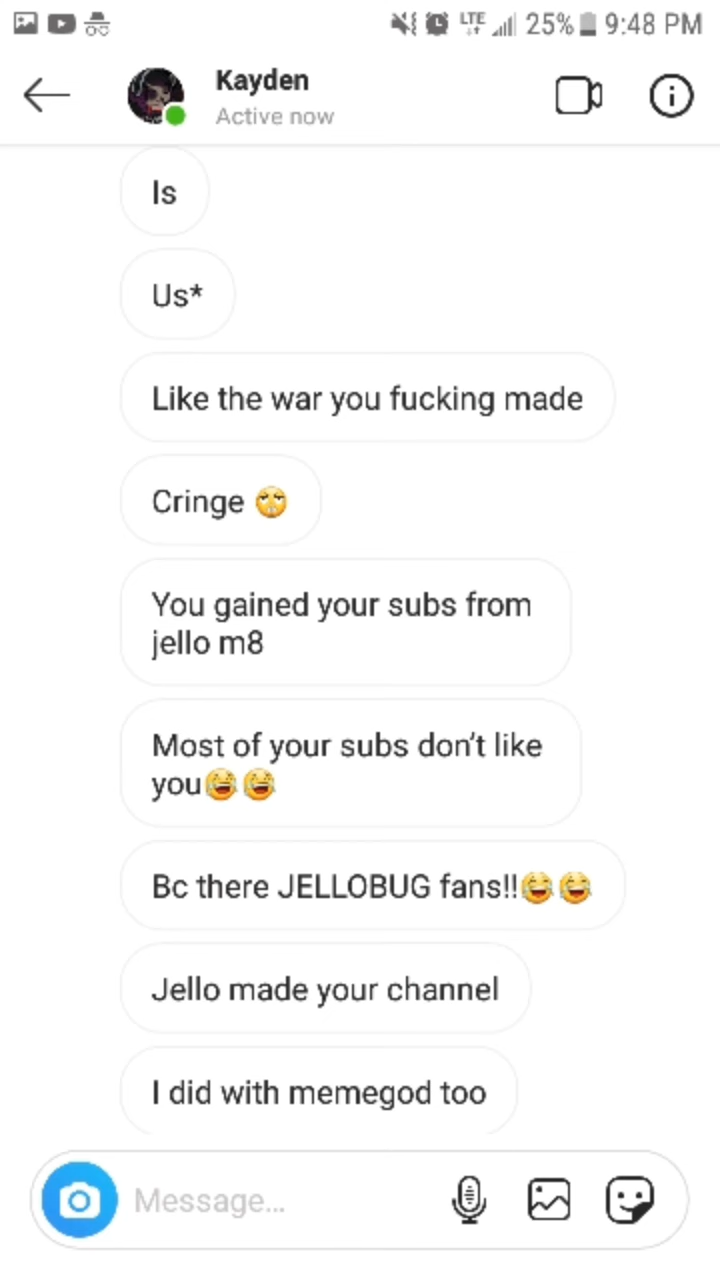 LTE 25% 9:48 PM
Kayden
Active now
Is
Us*
Like the war you fucking made
Cringe 🙄
You gained your subs from
jello m8
Most of your subs don't like
you😂😂
Bc there JELLOBUG fans!!😂😂
Jello made your channel
I did with memegod too
Message...